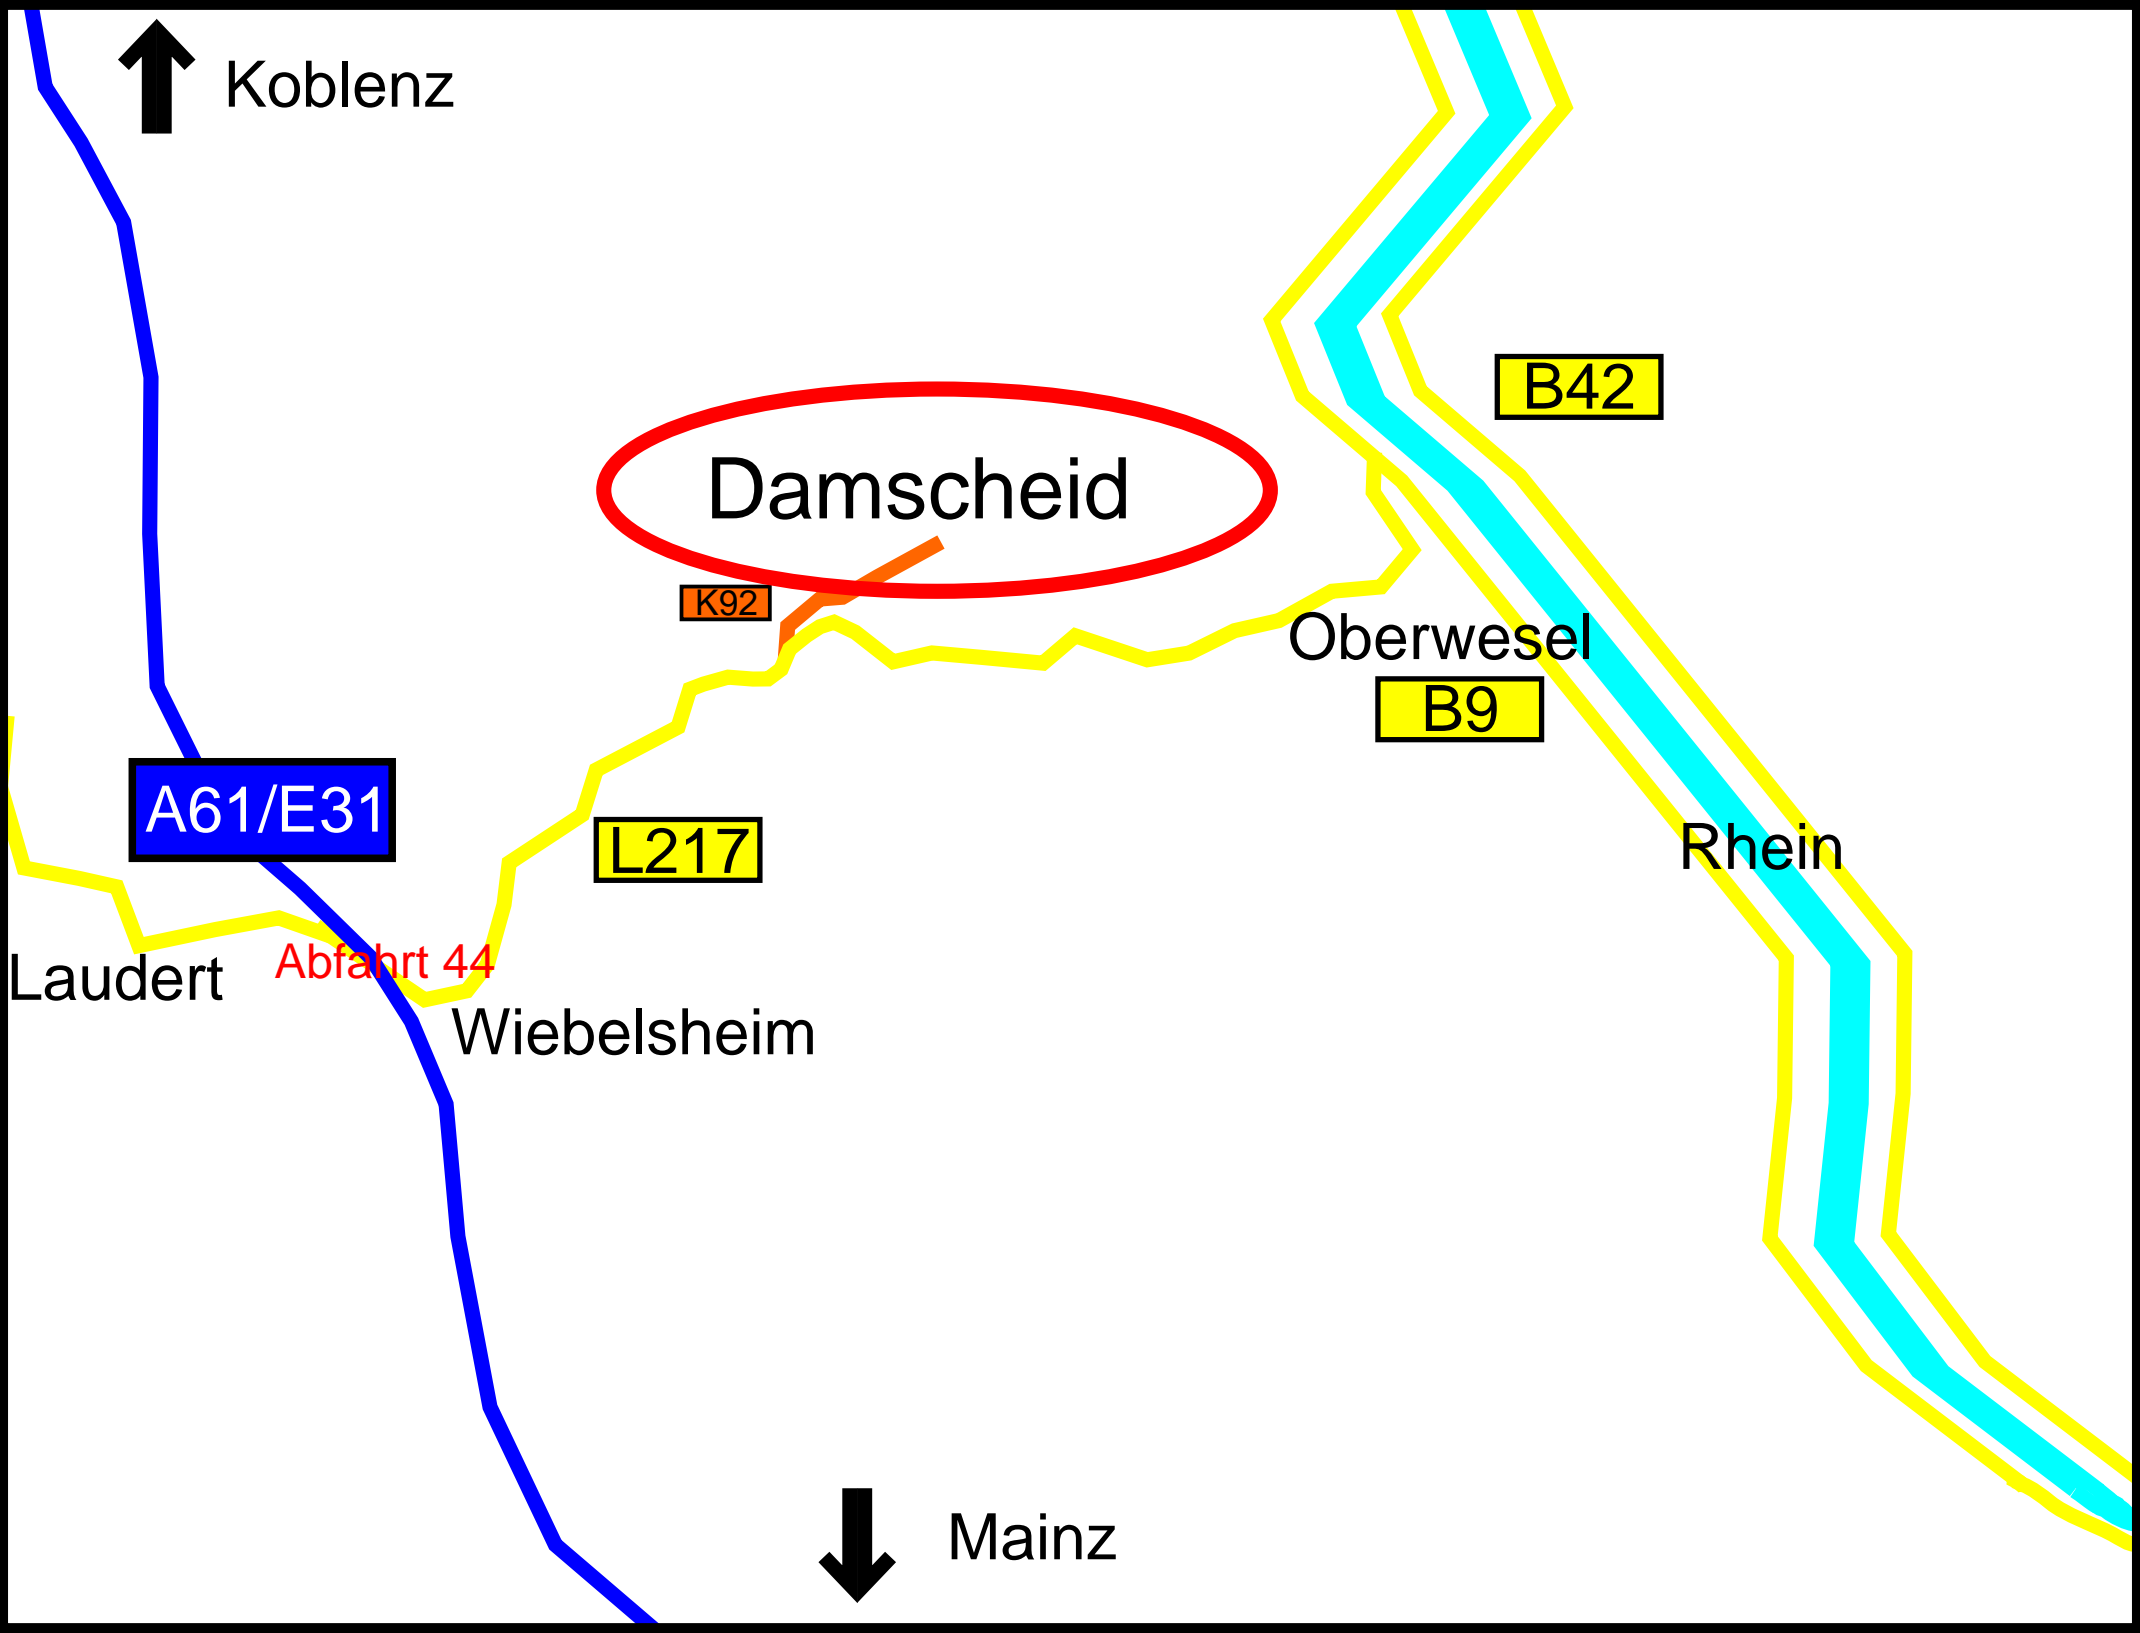 Koblenz
B42
Damscheid
K92
Oberwesel
B9
A61/E31
L217
Rhein
Abfahrt 44
Laudert
Wiebelsheim
Mainz